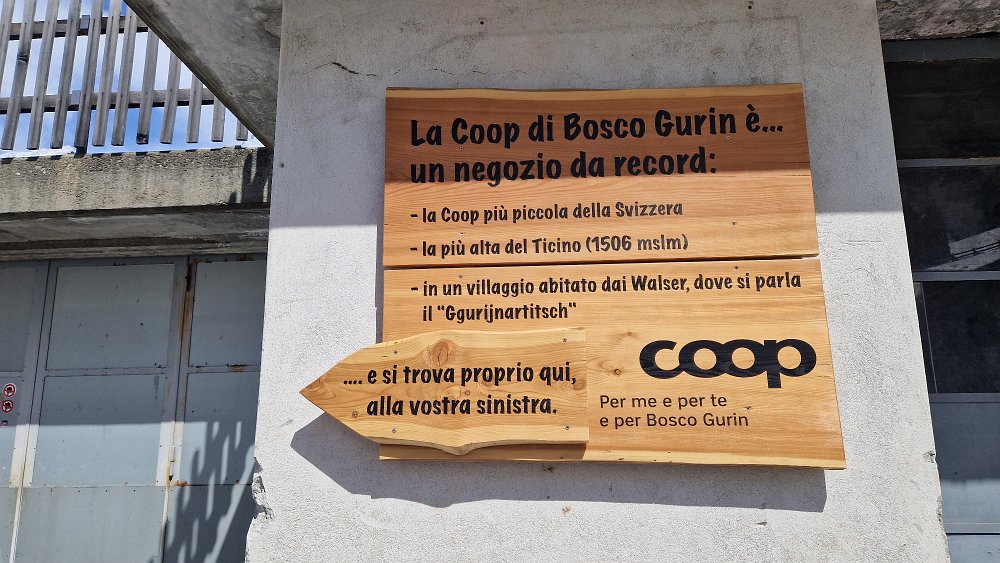 La Coop di Bosco Gurin è...
un negozio da record:
- la Coop più piccola della Svizzera
- la più alta del Ticino (1506 mslm)
- in un villaggio abitato dai Walser, dove si parla
il "Ggurijnartitsch"
.... e si trova proprio qui,
alla vostra sinistra.
coop
Per me e per te
e per Bosco Gurin